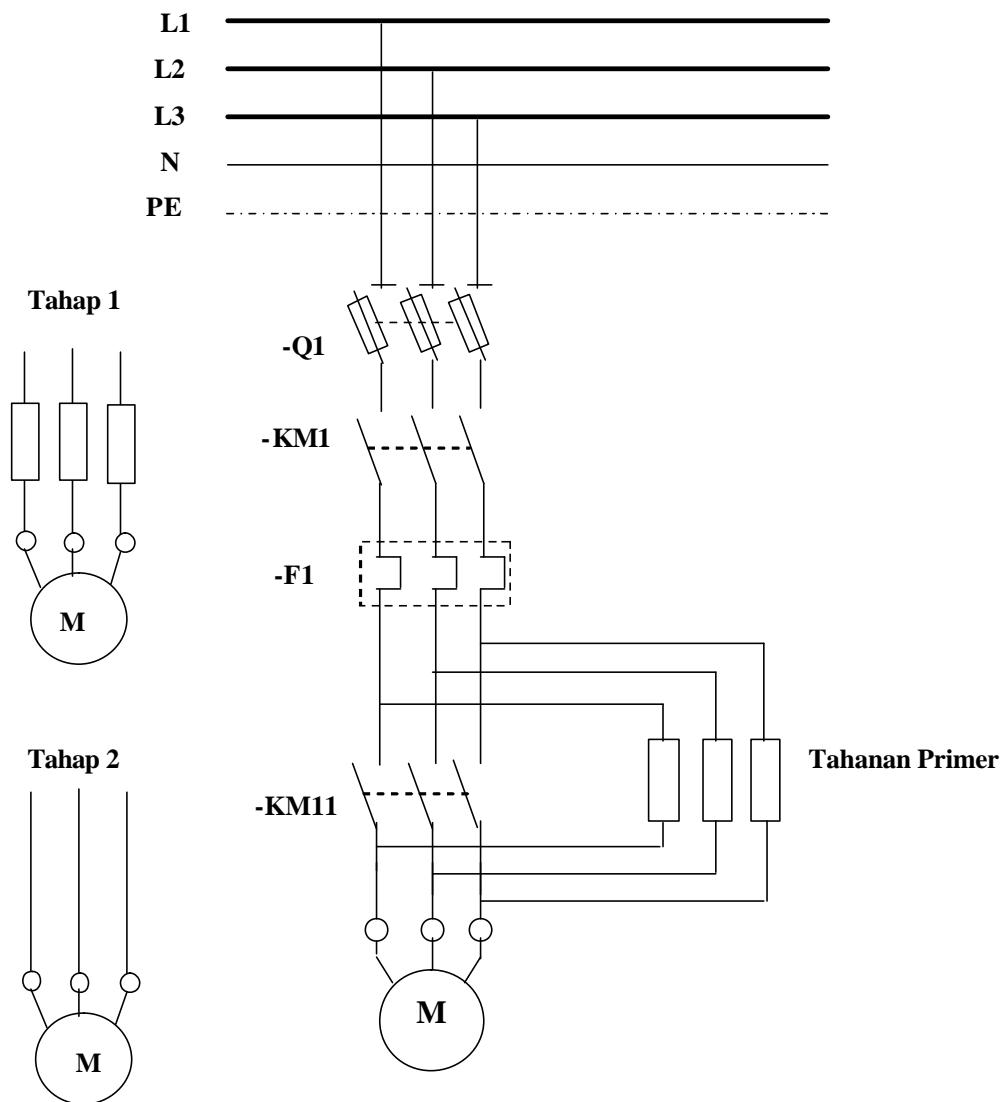 L1
L2
L3
N
PE
Tahap 1
-Q1
-KM1
-F1
M
Tahap 2
Tahanan Primer
-KM11
M
M